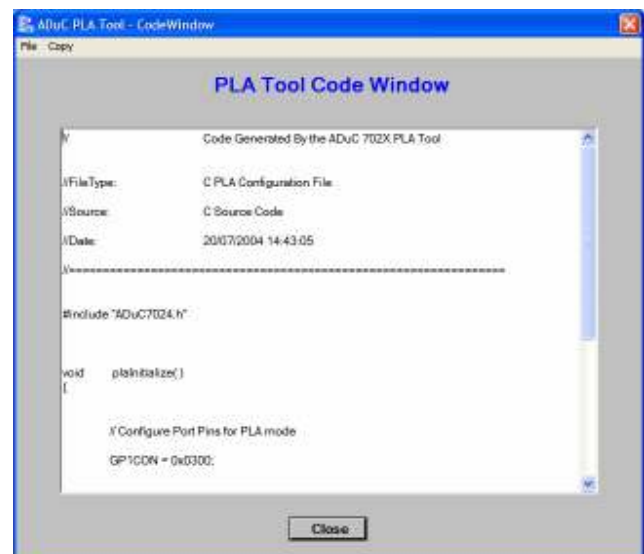 ADuC PLA Tool - CodeWindow
File Copy
PLA Tool Code Window
// Code Generated By the ADuC 702X PLA Tool
//FileType: C PLA Configuration File
//Source: C Source Code
//Date: 20/07/2004 14:43:05
//=================================================================
#include "ADuC7024.h"
void plaInitialize( )
{
// Configure Port Pins for PLA mode
GP1CON = 0x0300;
Close